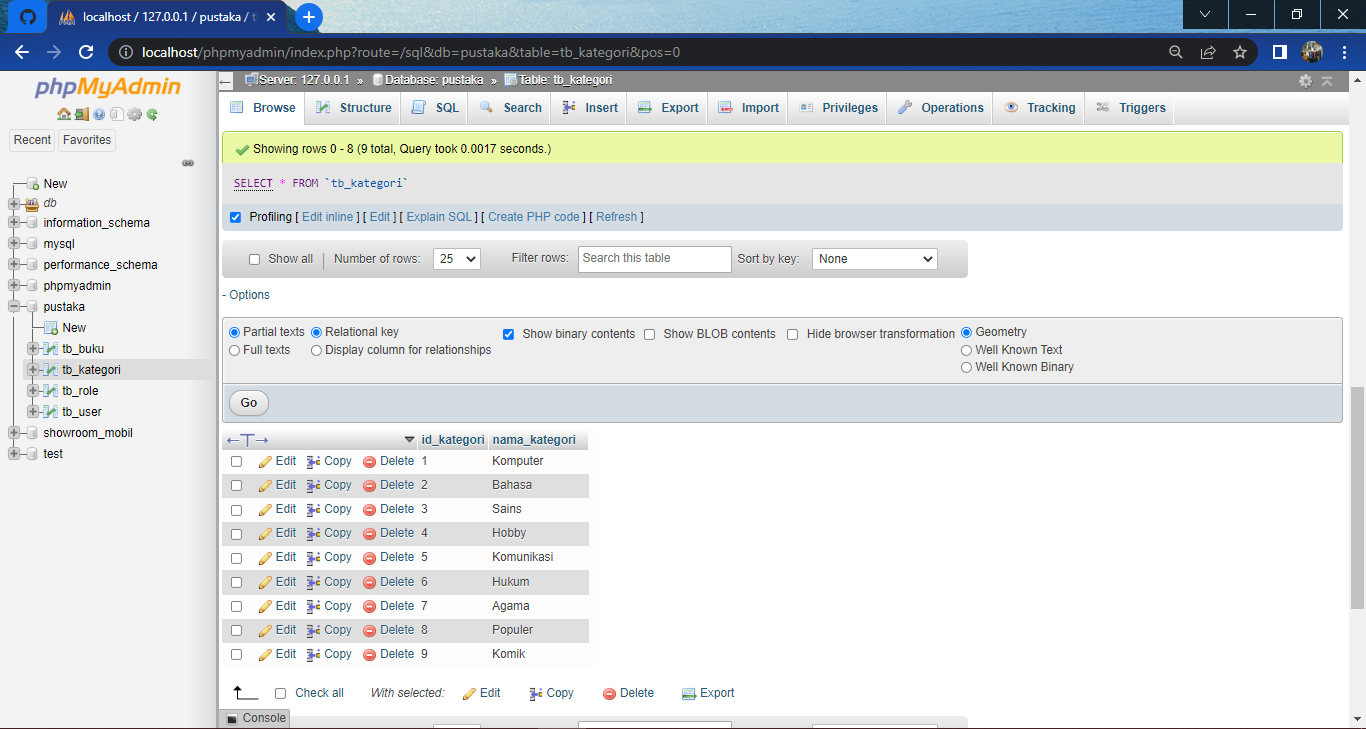 localhost / 127.0.0.1 / pustaka /
localhost/phpmyadmin/index.php?route=/sql&db=pustaka&table=tb_kategori&pos=0
phpMyAdmin
Recent Favorites
New
db
information_schema
mysql
performance_schema
phpmyadmin
pustaka
New
tb_buku
tb_kategori
tb_role
tb_user
showroom_mobil
test
Server: 127.0.0.1 » Database: pustaka » Table: tb_kategori
Browse Structure SQL Search Insert Export Import Privileges Operations Tracking Triggers
Showing rows 0 - 8 (9 total, Query took 0.0017 seconds.)
SELECT * FROM `tb_kategori`
Profiling [ Edit inline ] [ Edit ] [ Explain SQL ] [ Create PHP code ] [ Refresh ]
Show all | Number of rows: 25 Filter rows: Search this table Sort by key: None
- Options
Partial texts Relational key Show binary contents Show BLOB contents Hide browser transformation Geometry
Full texts Display column for relationships Well Known Text
Well Known Binary
Go
←T→ id_kategori nama_kategori
Edit Copy Delete 1 Komputer
Edit Copy Delete 2 Bahasa
Edit Copy Delete 3 Sains
Edit Copy Delete 4 Hobby
Edit Copy Delete 5 Komunikasi
Edit Copy Delete 6 Hukum
Edit Copy Delete 7 Agama
Edit Copy Delete 8 Populer
Edit Copy Delete 9 Komik
Check all With selected: Edit Copy Delete Export
Console